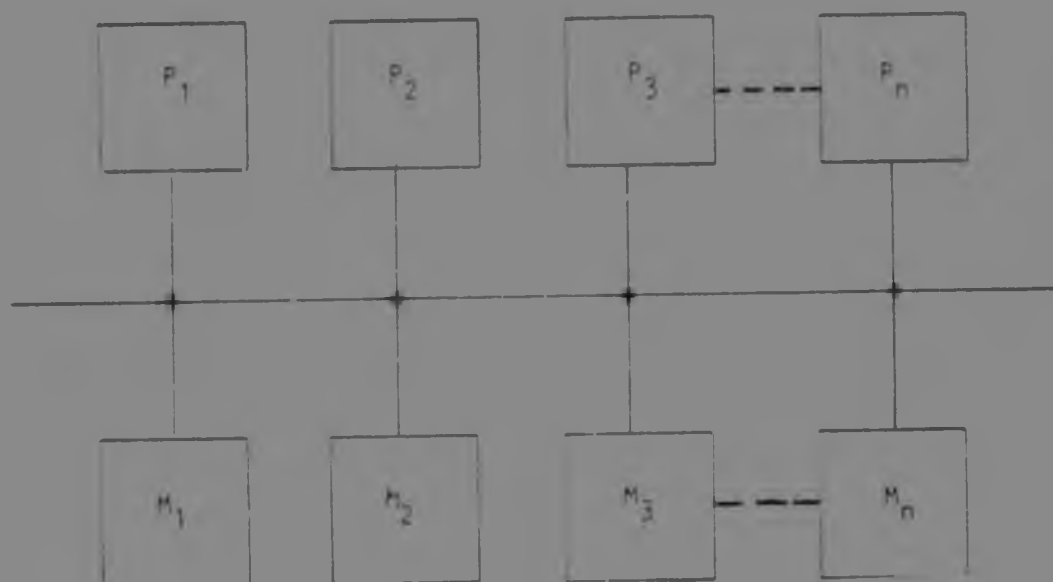 P₁ P₂ P₃ Pₙ
M₁ M₂ M₃ Mₙ